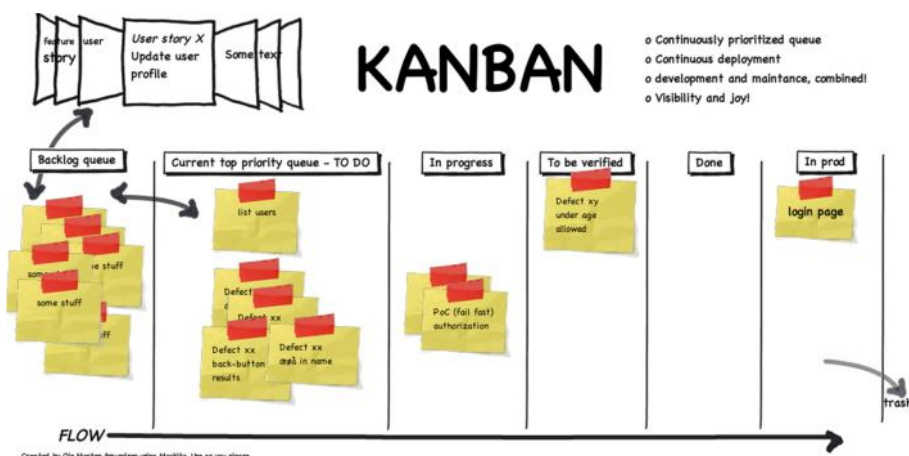 feature user
story
User story X
Update user
profile
Some text
KANBAN
o Continuously prioritized queue
o Continuous deployment
o development and maintance, combined!
o Visibility and joy!
Backlog queue
Current top priority queue – TO DO
In progress
To be verified
Done
In prod
some stuff
list users
Defect
Defect xx
Defect xx
back-button
results
Defect xx
æøå in name
PoC (fail fast)
authorization
Defect xy
under age
allowed
login page
trash
FLOW